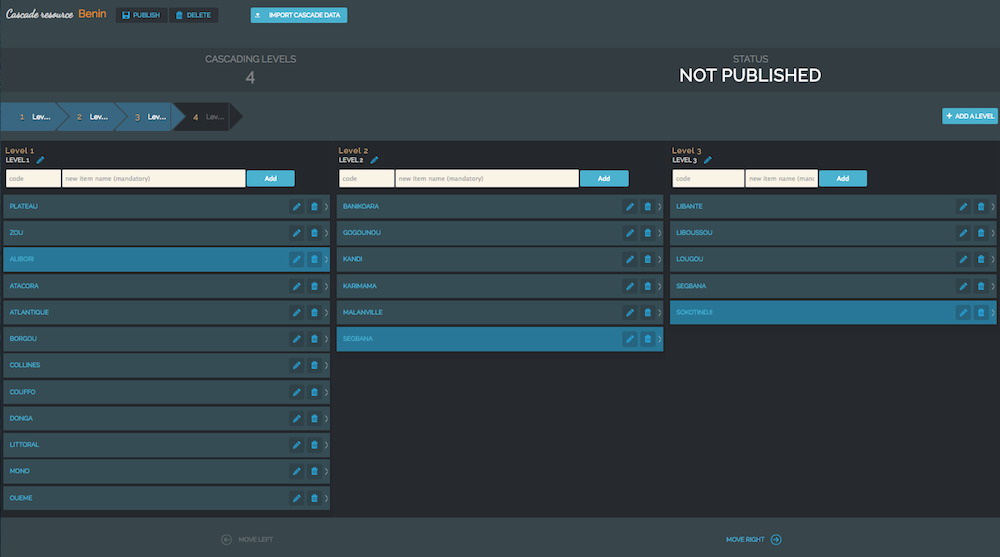 Cascade resource Benin PUBLISH DELETE IMPORT CASCADE DATA
CASCADING LEVELS STATUS
4 NOT PUBLISHED
1 Lev... 2 Lev... 3 Lev... 4 Lev... + ADD A LEVEL
Level 1 Level 2 Level 3
LEVEL 1 LEVEL 2 LEVEL 3
code new item name (mandatory) Add code new item name (mandatory) Add code new item name (mand Add
PLATEAU BANIKOARA LIBANTE
ZOU GOGOUNOU LIBOUSSOU
ALIBORI KANDI LOUGOU
ATACORA KARIMAMA SEGBANA
ATLANTIQUE MALANVILLE SOKOTINDJI
BORGOU SEGBANA
COLLINES
COUFFO
DONGA
LITTORAL
MONO
OUEME
MOVE LEFT MOVE RIGHT